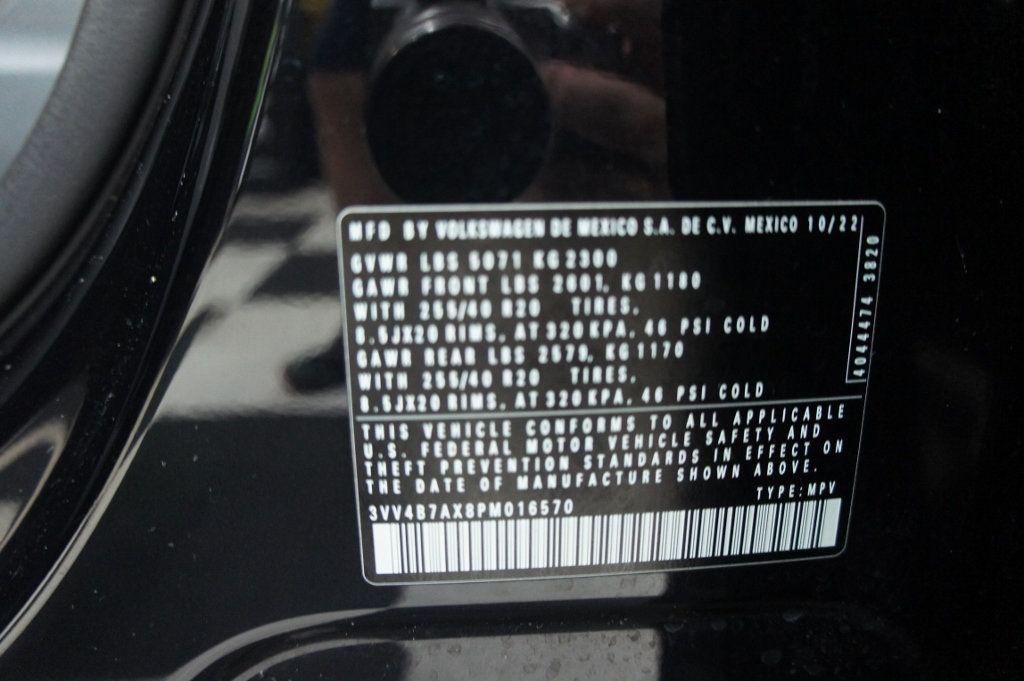 MFD BY VOLKSWAGEN DE MEXICO S.A. DE C.V. MEXICO 10/22
GVWR LBS 5071 KG 2300
GAWR FRONT LBS 2601, KG 1180
WITH 255/40 R20 TIRES.
8.5JX20 RIMS, AT 320 KPA, 46 PSI COLD
GAWR REAR LBS 2579, KG 1170
WITH 255/40 R20 TIRES.
8.5JX20 RIMS, AT 320 KPA, 46 PSI COLD
4044474 3820
THIS VEHICLE CONFORMS TO ALL APPLICABLE
U.S. FEDERAL MOTOR VEHICLE SAFETY AND
THEFT PREVENTION STANDARDS IN EFFECT ON
THE DATE OF MANUFACTURE SHOWN ABOVE.
TYPE: MPV
3VV4B7AX8PM016570